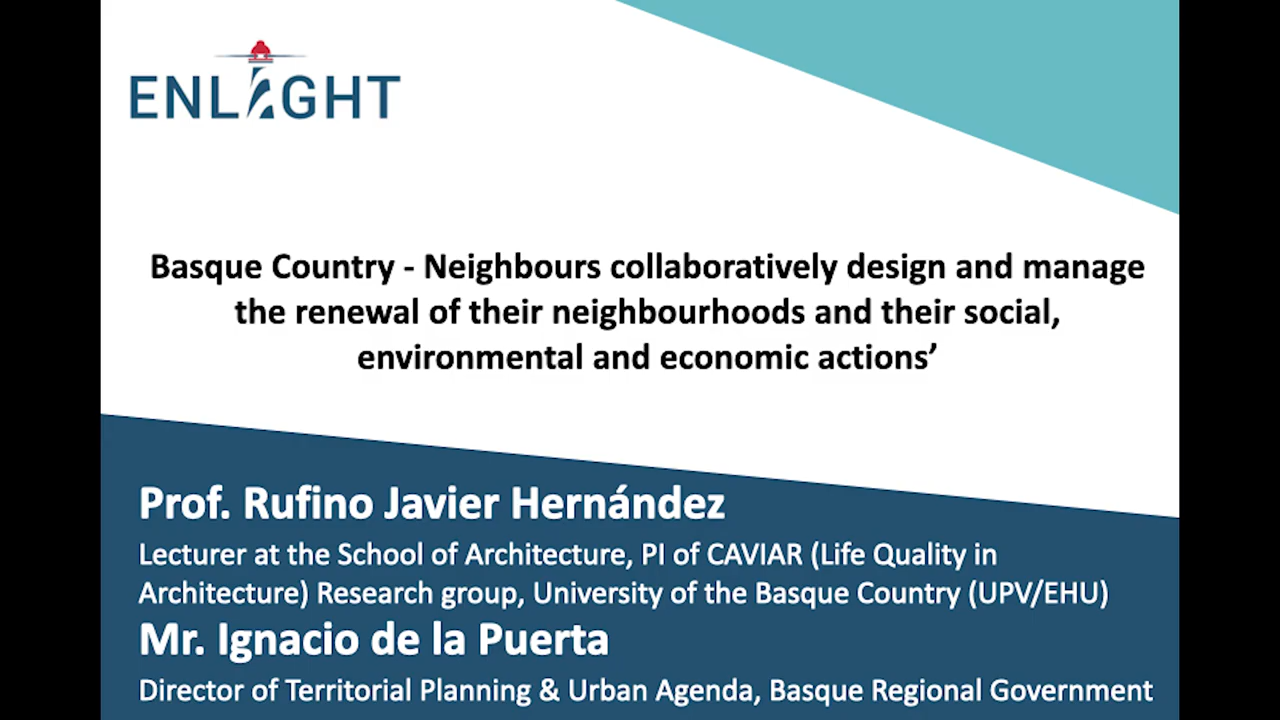 ENLIGHT
Basque Country - Neighbours collaboratively design and manage
the renewal of their neighbourhoods and their social,
environmental and economic actions’
Prof. Rufino Javier Hernández
Lecturer at the School of Architecture, PI of CAVIAR (Life Quality in
Architecture) Research group, University of the Basque Country (UPV/EHU)
Mr. Ignacio de la Puerta
Director of Territorial Planning & Urban Agenda, Basque Regional Government